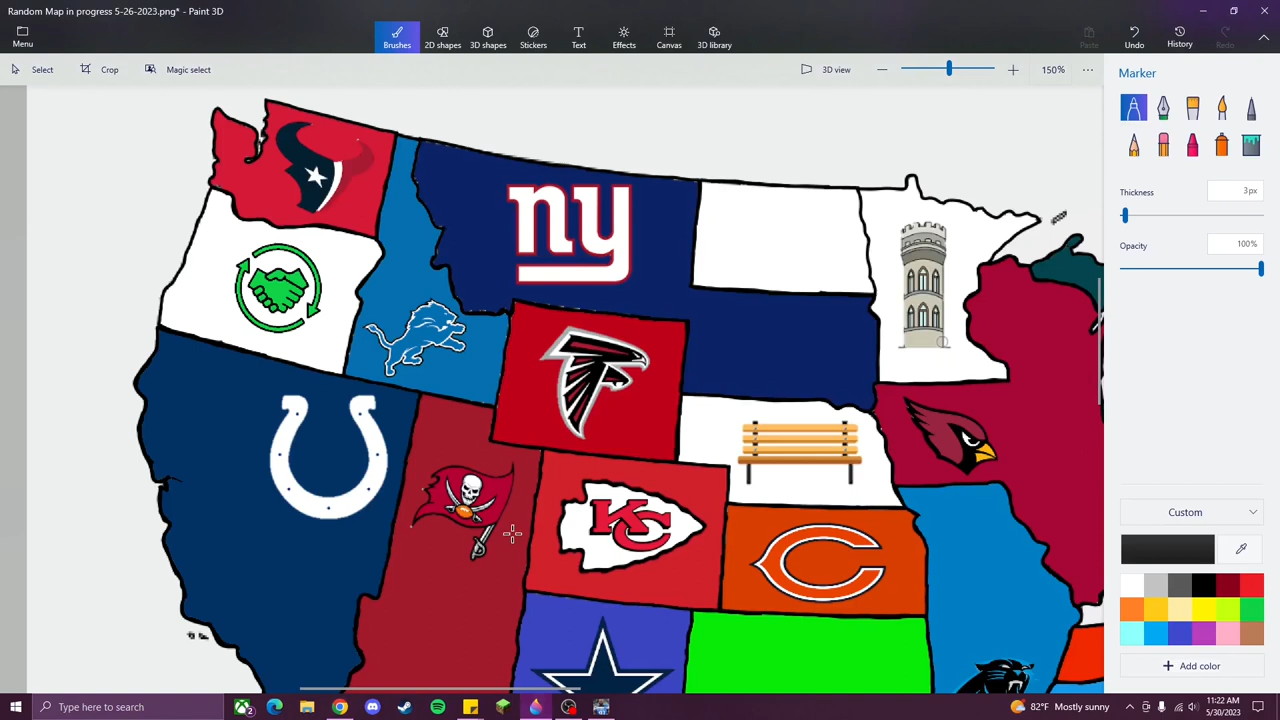 Random Map in progress 5-26-2023.png* - Paint 3D
Menu
Brushes
2D shapes
3D shapes
Stickers
Text
Effects
Canvas
3D library
Paste
Undo
History
Redo
Select
Crop
Magic select
3D view
150%
Marker
Thickness
3px
Opacity
100%
ny
KC
C
Custom
Add color
Type here to search
2
82°F Mostly sunny
11:22 AM
5/30/2023